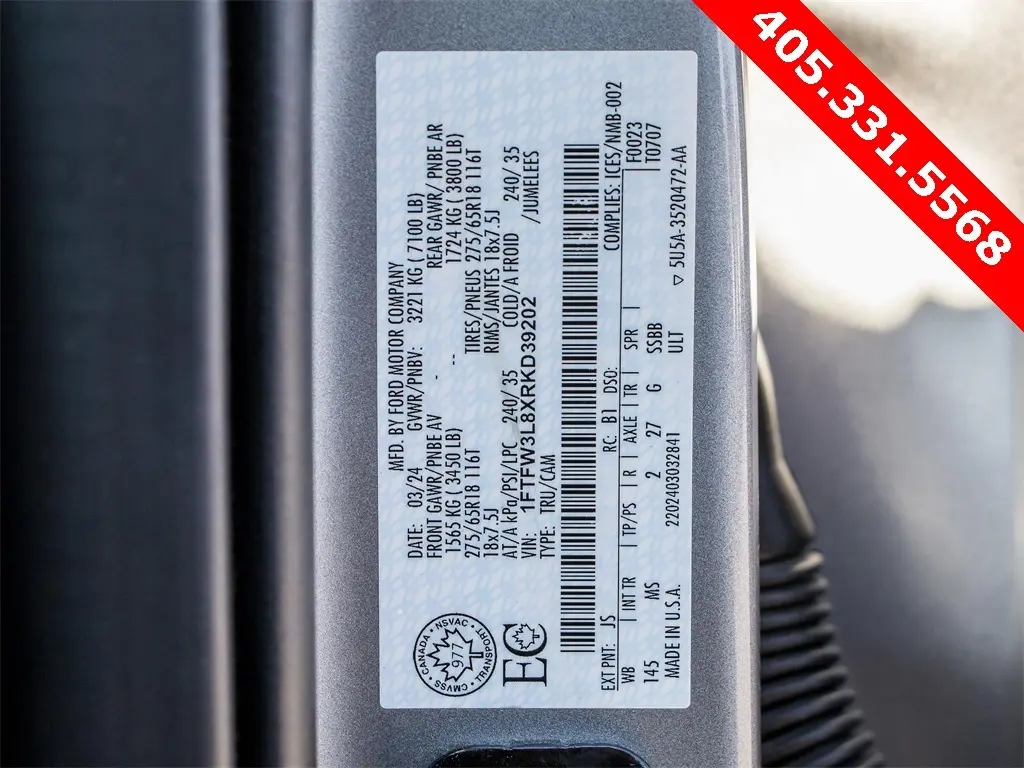 405.331.5568
MFD. BY FORD MOTOR COMPANY
DATE: 03/24 GVWR/PNBV: 3221 KG ( 7100 LB)
FRONT GAWR/PNBE AV REAR GAWR/ PNBE AR
1565 KG ( 3450 LB) - -- 1724 KG ( 3800 LB)
275/65R18 116T TIRES/PNEUS 275/65R18 116T
18x7.5J RIMS/JANTES 18x7.5J
AT/A kPa/PSI/LPC 240/ 35 COLD/A FROID 240/ 35
VIN: 1FTFW3L8XRKD39202 /JUMELEES
TYPE: TRU/CAM
CANADA • NSVAC • TRANSPORT • CMVSS •
977
EC
COMPLIES: ICES/NMB-002
EXT PNT: JS RC: B1 DSO: F0023
WB INT TR TP/PS R AXLE TR SPR T0707
145 MS 2 27 G SSBB
MADE IN U.S.A. 220240303284I ULT ▽ 5U5A-3520472-AA